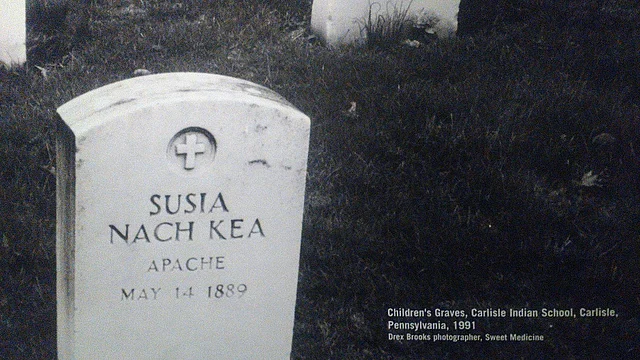 SUSIA
NACH KEA
APACHE
MAY 14 1889
Children's Graves, Carlisle Indian School, Carlisle,
Pennsylvania, 1991
Drex Brooks photographer, Sweet Medicine